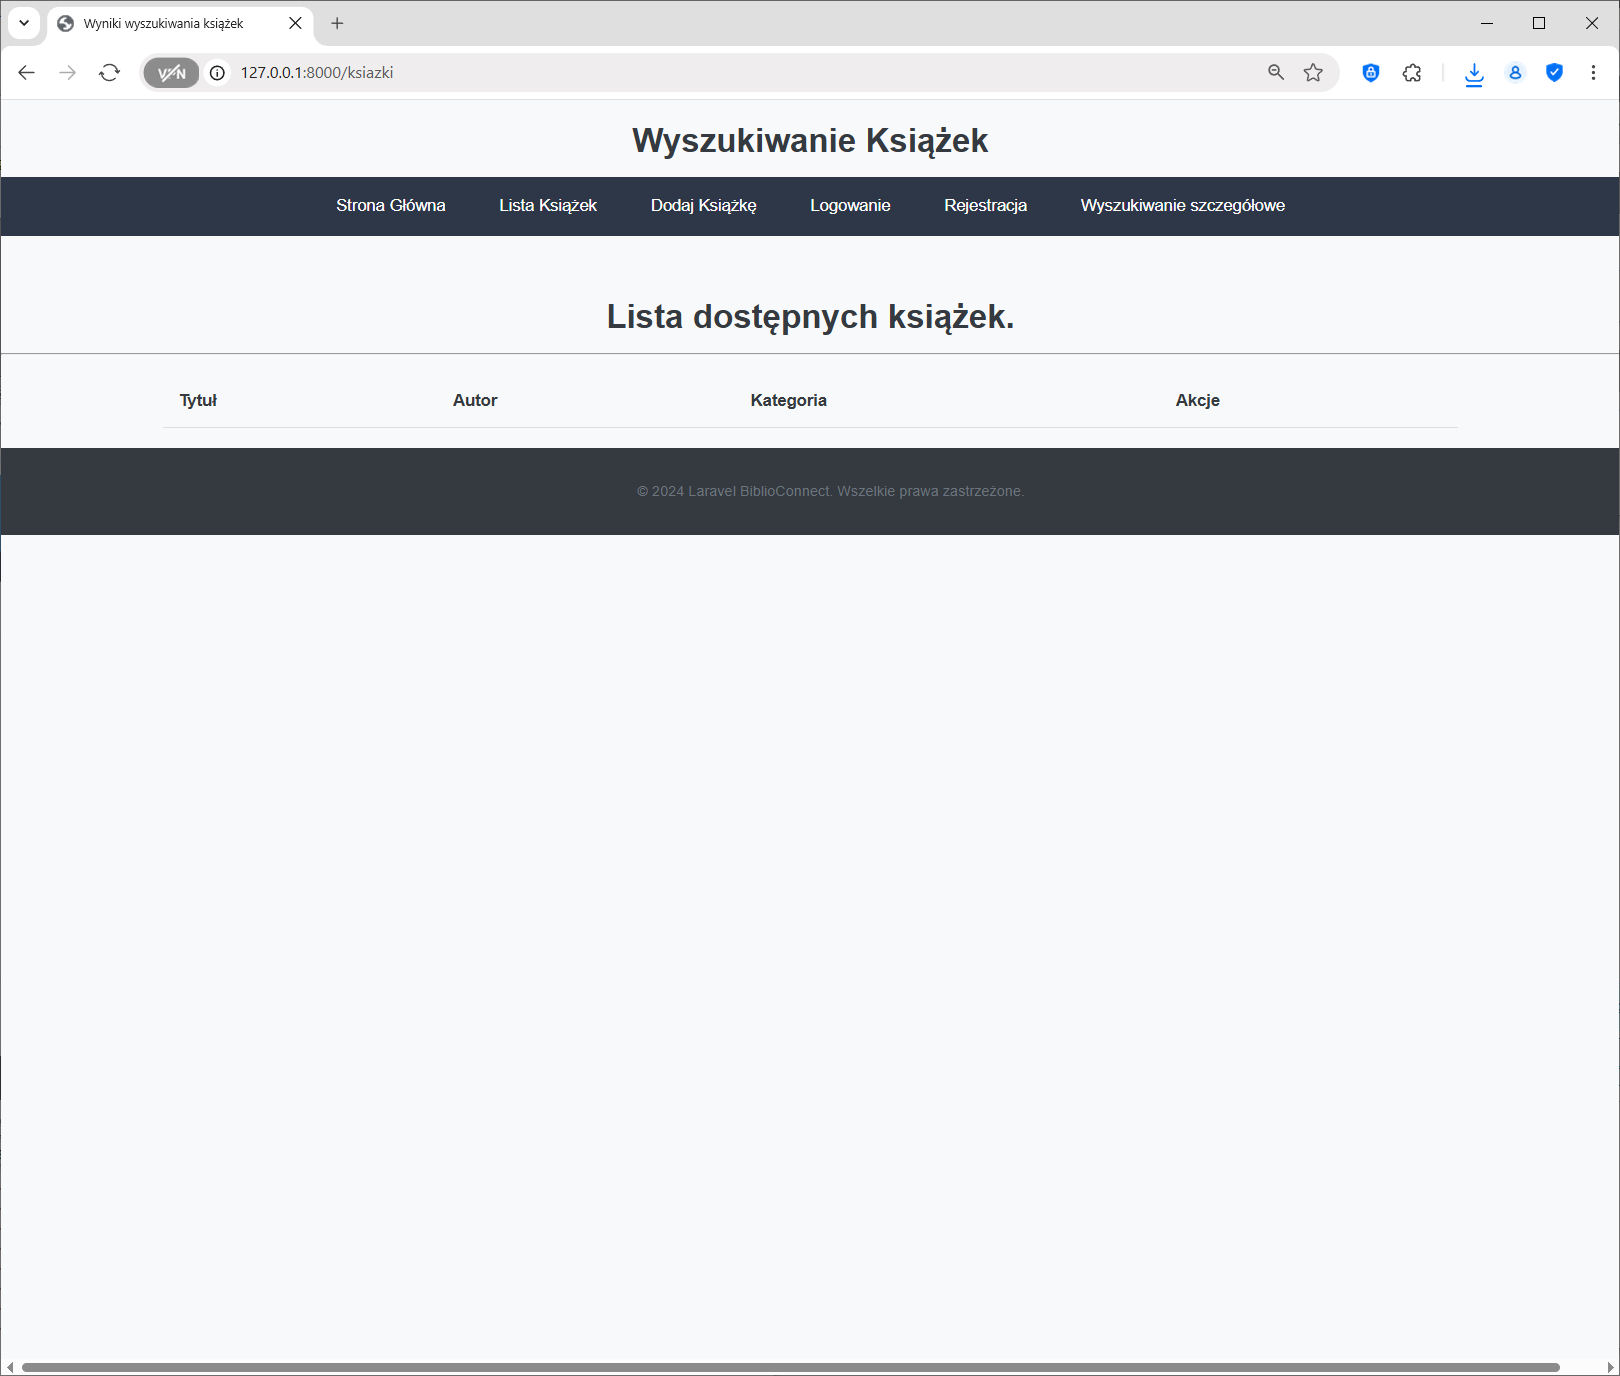 Wyniki wyszukiwania książek
VPN
127.0.0.1:8000/ksiazki
Wyszukiwanie Książek
Strona Główna Lista Książek Dodaj Książkę Logowanie Rejestracja Wyszukiwanie szczegółowe
Lista dostępnych książek.
Tytuł Autor Kategoria Akcje
© 2024 Laravel BiblioConnect. Wszelkie prawa zastrzeżone.